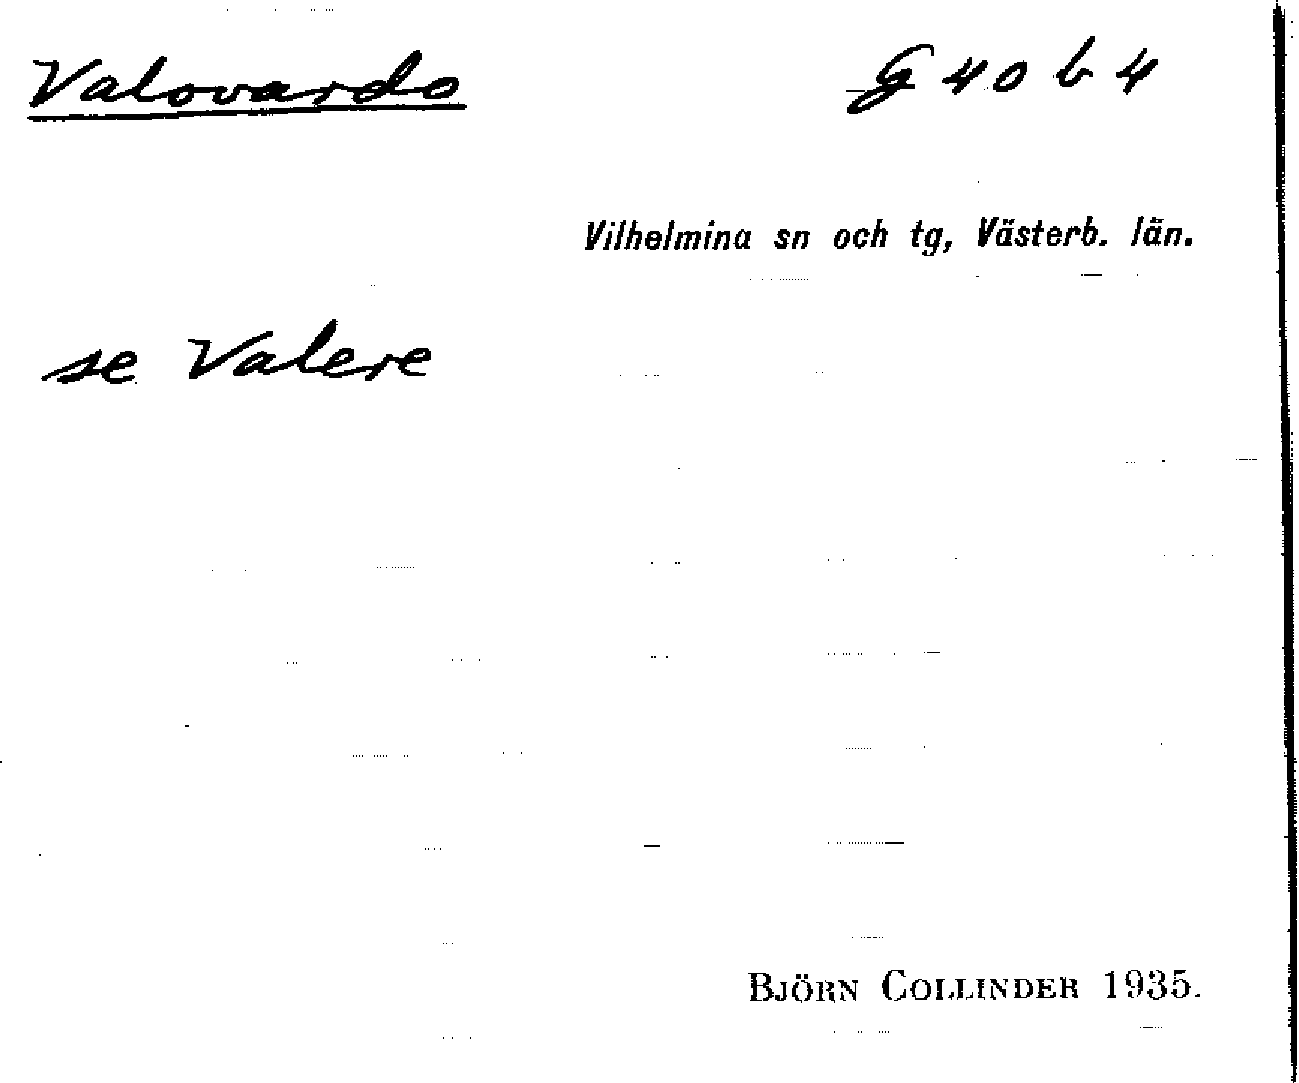 Valovardo G 40 b 4
Vilhelmina sn och tg, Västerb. län.
se Valere
BJÖRN COLLINDER 1935.